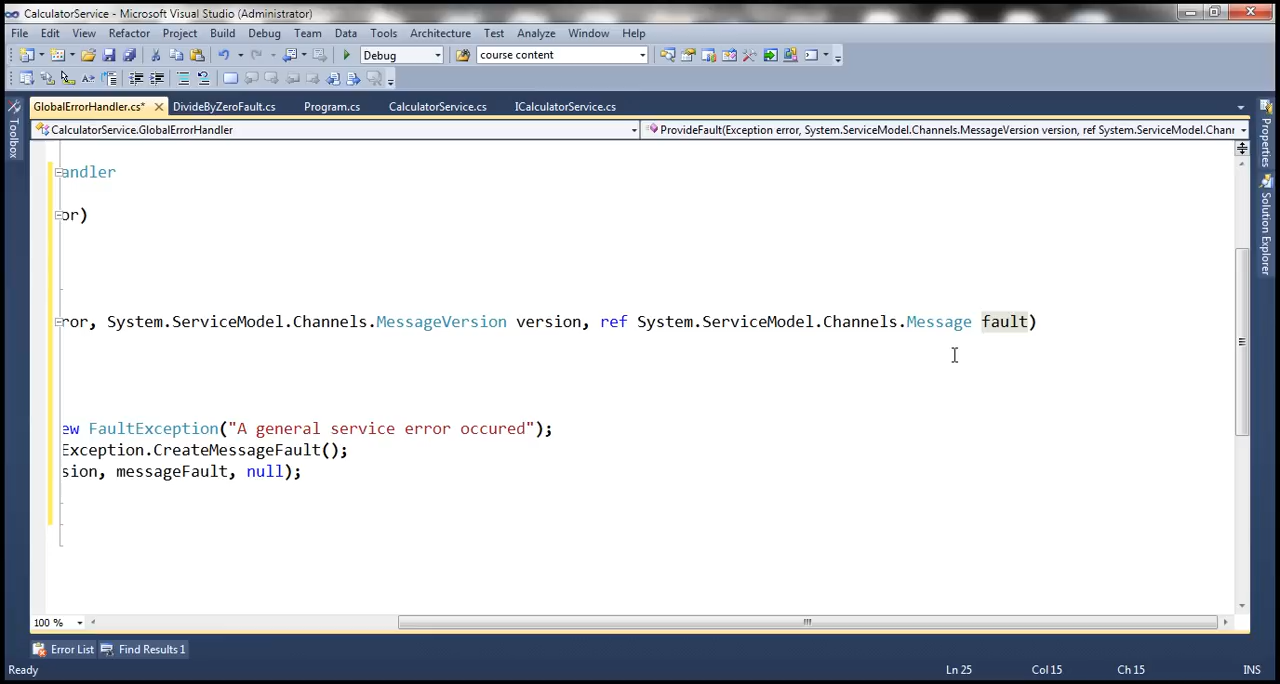 CalculatorService - Microsoft Visual Studio (Administrator)
File Edit View Refactor Project Build Debug Team Data Tools Architecture Test Analyze Window Help
Debug course content
GlobalErrorHandler.cs* DivideByZeroFault.cs Program.cs CalculatorService.cs ICalculatorService.cs
CalculatorService.GlobalErrorHandler ProvideFault(Exception error, System.ServiceModel.Channels.MessageVersion version, ref System.ServiceModel.Chanr
Toolbox
Properties
Solution Explorer
andler
or)
ror, System.ServiceModel.Channels.MessageVersion version, ref System.ServiceModel.Channels.Message fault)
ew FaultException("A general service error occured");
Exception.CreateMessageFault();
sion, messageFault, null);
100 %
Error List Find Results 1
Ready Ln 25 Col 15 Ch 15 INS